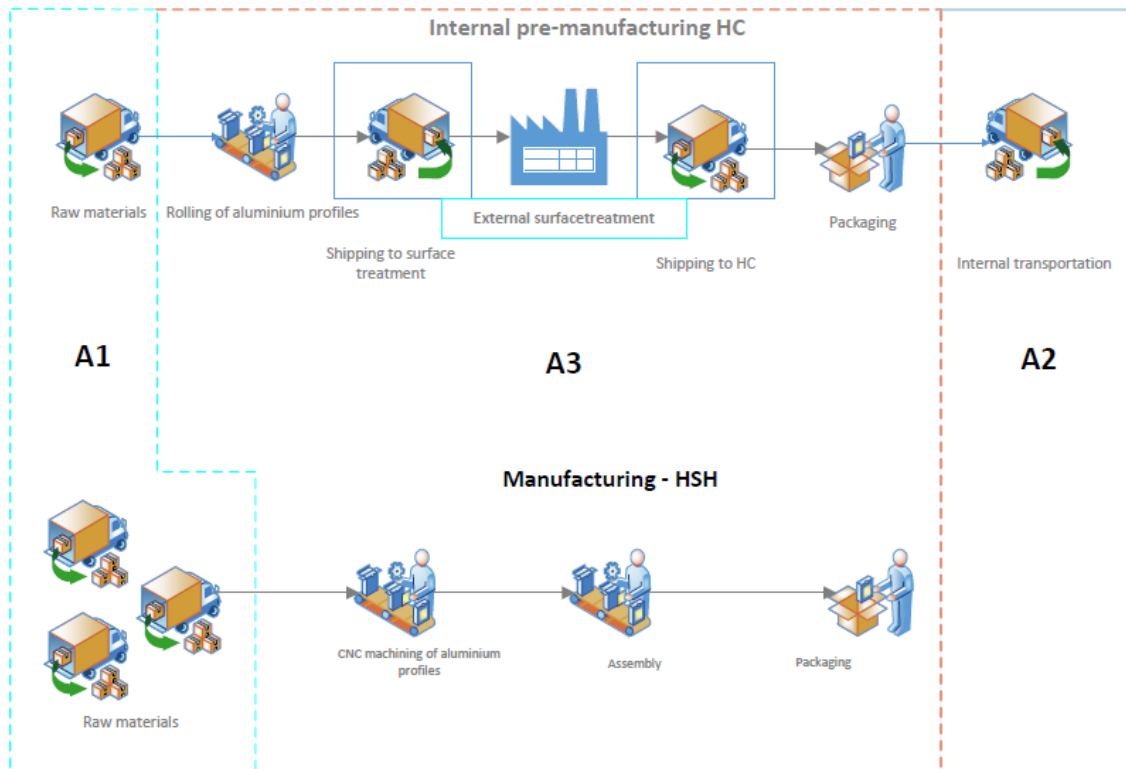 Internal pre-manufacturing HC
Raw materials
Rolling of aluminium profiles
External surfacetreatment
Packaging
Shipping to surface
treatment
Shipping to HC
Internal transportation
A1
A3
A2
Manufacturing - HSH
CNC machining of aluminium
profiles
Assembly
Packaging
Raw materials